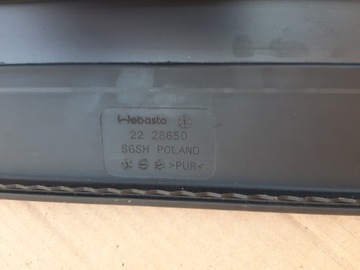 Webasto
22 28650
SGSH POLAND
>PUR<